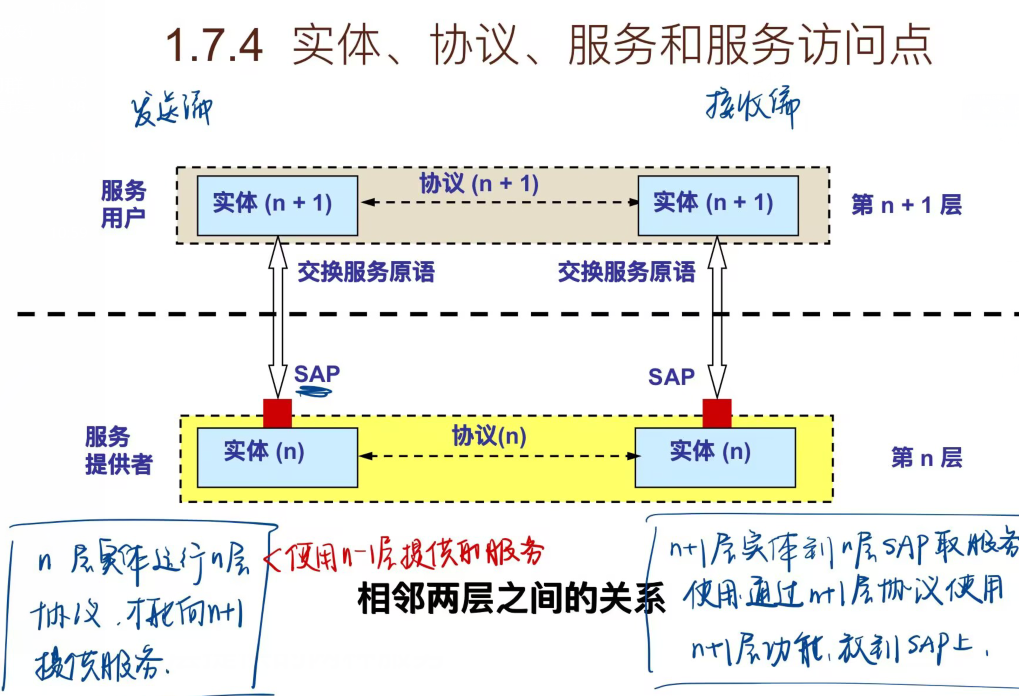 1.7.4 实体、协议、服务和服务访问点
发送端
接收端
服务
用户
实体 (n + 1)
协议 (n + 1)
实体 (n + 1)
第 n + 1 层
交换服务原语
交换服务原语
SAP
SAP
服务
提供者
实体 (n)
协议(n)
实体 (n)
第 n 层
n 层实体运行n层
协议,才能向n+1
提供服务.
<使用n-1层提供的服务
相邻两层之间的关系
n+1层实体到n层SAP取服务
使用.通过n+1层协议使用
n+1层功能,放到SAP上.